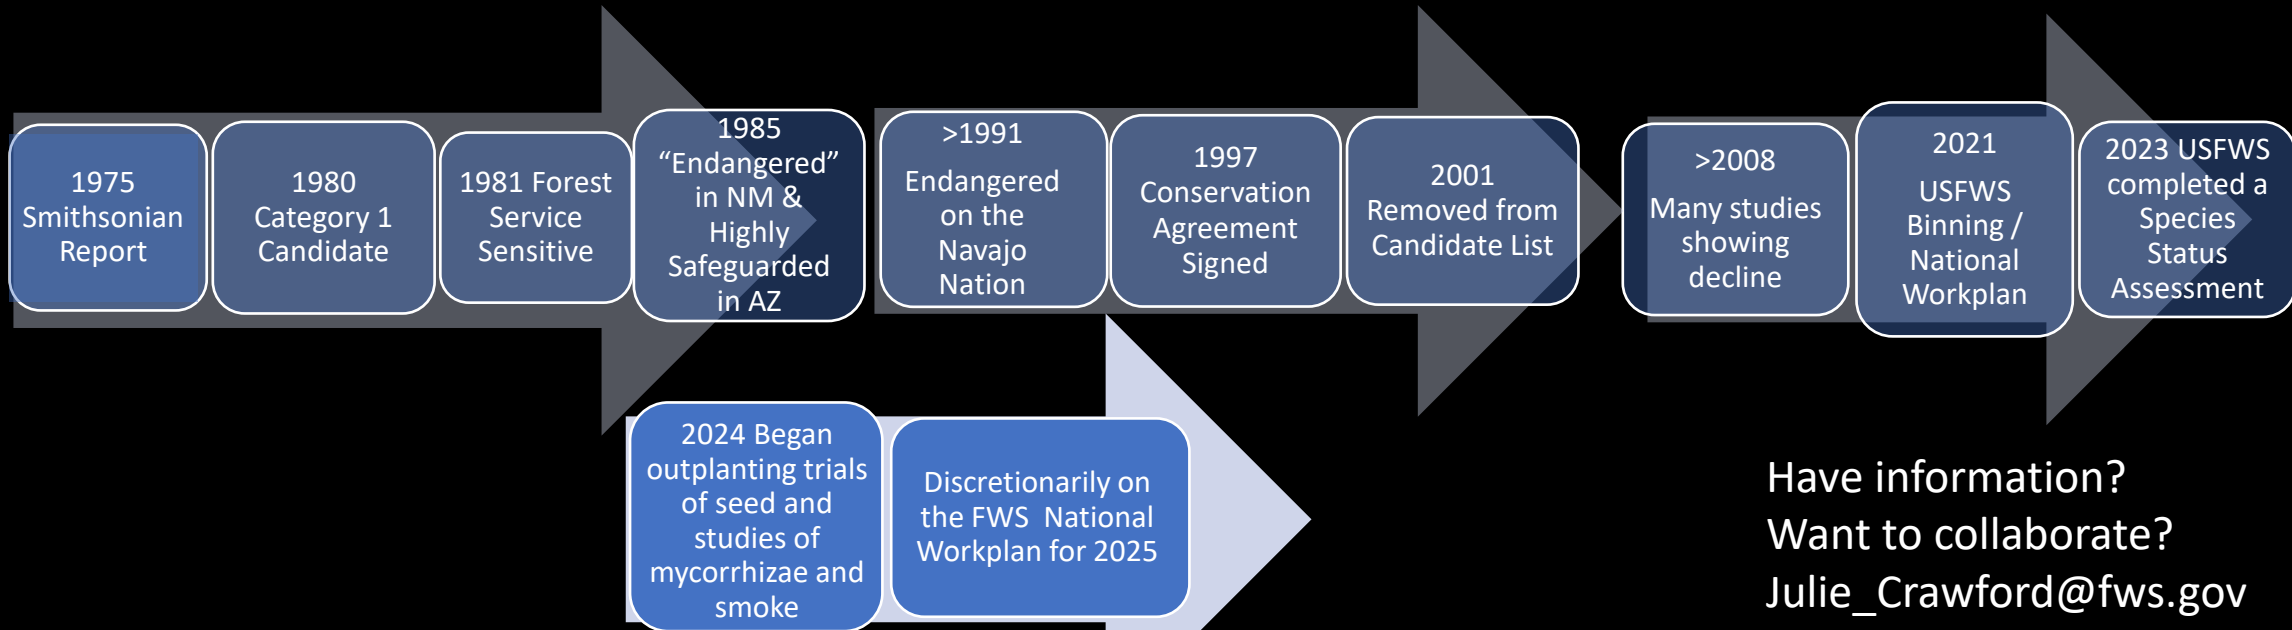 1975
Smithsonian
Report
1980
Category 1
Candidate
1981 Forest
Service
Sensitive
1985
“Endangered”
in NM &
Highly
Safeguarded
in AZ
>1991
Endangered
on the
Navajo
Nation
1997
Conservation
Agreement
Signed
2001
Removed from
Candidate List
>2008
Many studies
showing
decline
2021
USFWS
Binning /
National
Workplan
2023 USFWS
completed a
Species
Status
Assessment
2024 Began
outplanting trials
of seed and
studies of
mycorrhizae and
smoke
Discretionarily on
the FWS National
Workplan for 2025
Have information?
Want to collaborate?
Julie_Crawford@fws.gov